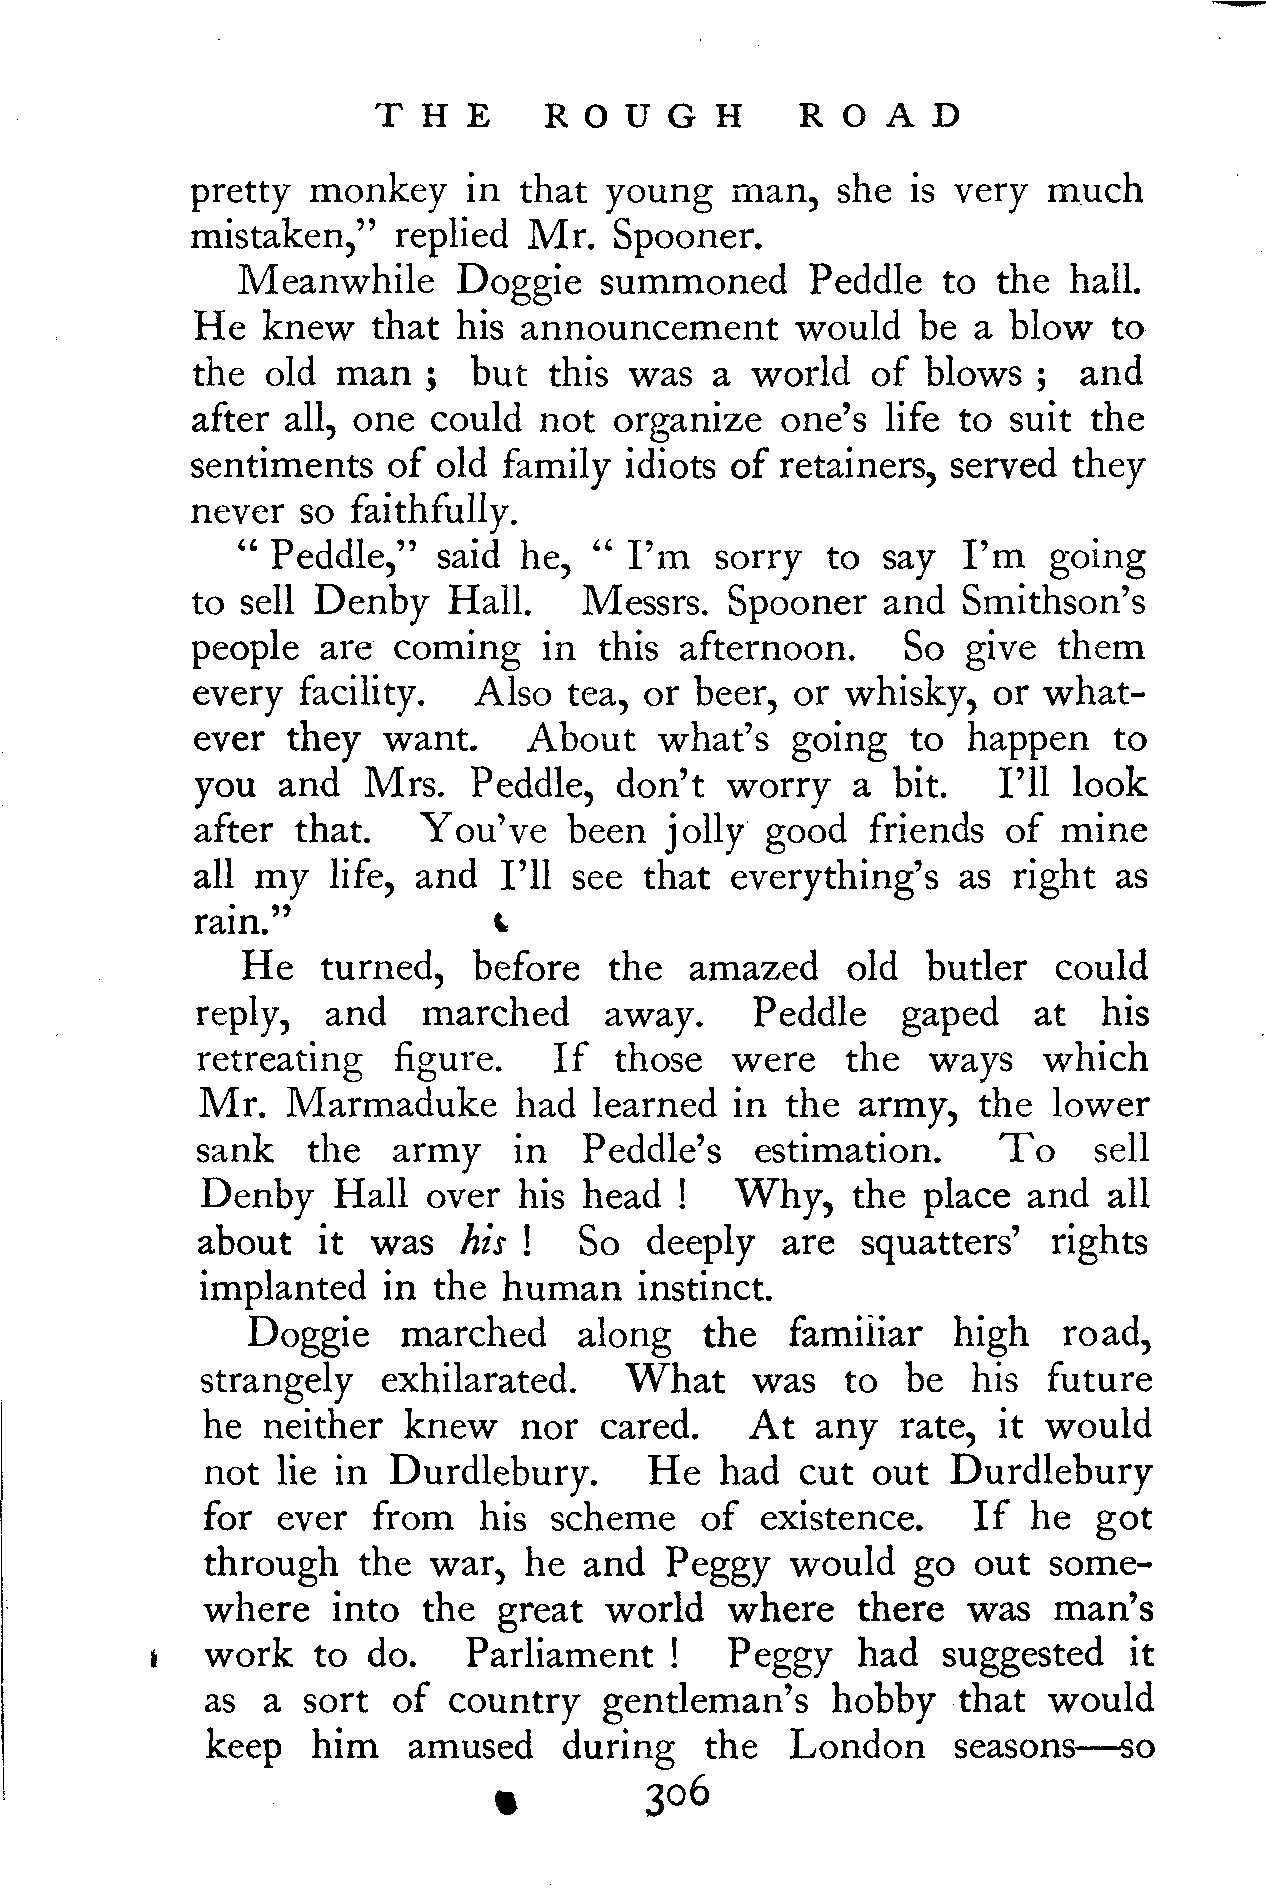 THE ROUGH ROAD
pretty monkey in that young man, she is very much
mistaken,” replied Mr. Spooner.
Meanwhile Doggie summoned Peddle to the hall.
He knew that his announcement would be a blow to
the old man ; but this was a world of blows ; and
after all, one could not organize one’s life to suit the
sentiments of old family idiots of retainers, served they
never so faithfully.
“ Peddle,” said he, “ I’m sorry to say I’m going
to sell Denby Hall. Messrs. Spooner and Smithson’s
people are coming in this afternoon. So give them
every facility. Also tea, or beer, or whisky, or what-
ever they want. About what’s going to happen to
you and Mrs. Peddle, don’t worry a bit. I’ll look
after that. You’ve been jolly good friends of mine
all my life, and I’ll see that everything’s as right as
rain.”
He turned, before the amazed old butler could
reply, and marched away. Peddle gaped at his
retreating figure. If those were the ways which
Mr. Marmaduke had learned in the army, the lower
sank the army in Peddle’s estimation. To sell
Denby Hall over his head ! Why, the place and all
about it was his ! So deeply are squatters’ rights
implanted in the human instinct.
Doggie marched along the familiar high road,
strangely exhilarated. What was to be his future
he neither knew nor cared. At any rate, it would
not lie in Durdlebury. He had cut out Durdlebury
for ever from his scheme of existence. If he got
through the war, he and Peggy would go out some-
where into the great world where there was man’s
work to do. Parliament ! Peggy had suggested it
as a sort of country gentleman’s hobby that would
keep him amused during the London seasons—so
306